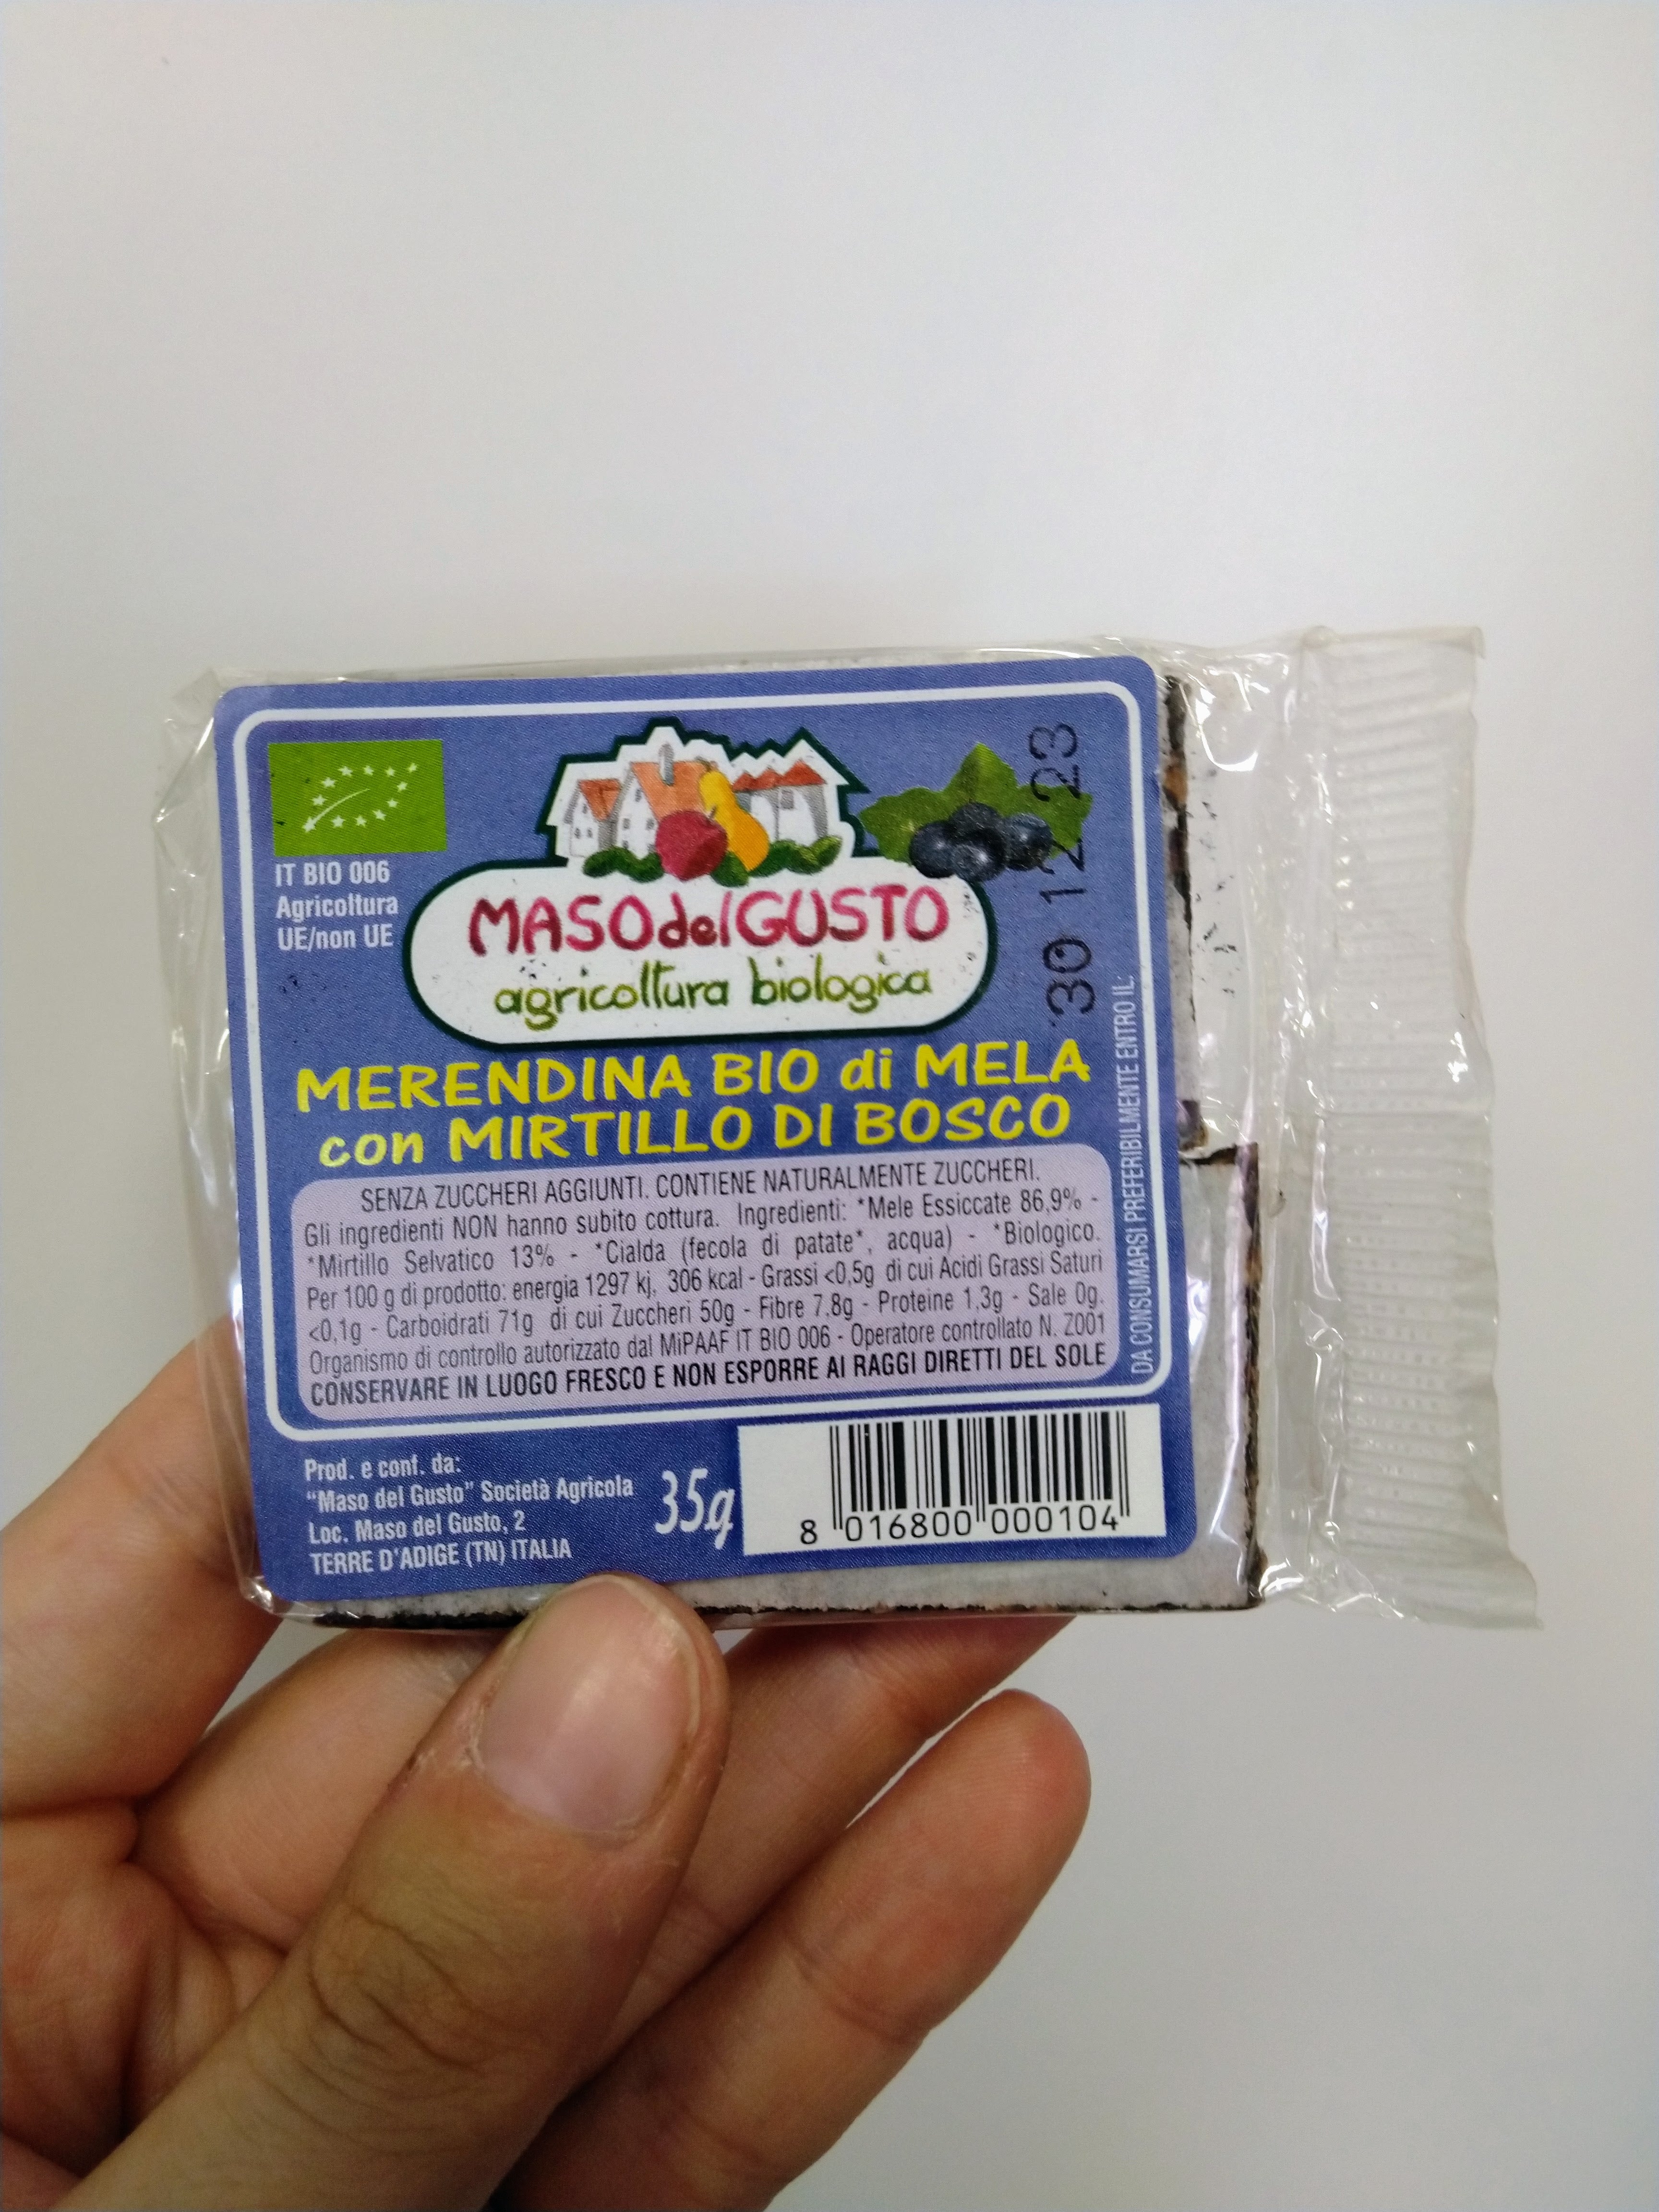 IT BIO 006
Agricoltura
UE/non UE
MASOdelGUSTO
agricoltura biologica
30 12 23
DA CONSUMARSI PREFERIBILMENTE ENTRO IL:
MERENDINA BIO di MELA
con MIRTILLO DI BOSCO
SENZA ZUCCHERI AGGIUNTI. CONTIENE NATURALMENTE ZUCCHERI.
Gli ingredienti NON hanno subito cottura. Ingredienti: *Mele Essiccate 86,9% -
*Mirtillo Selvatico 13% - *Cialda (fecola di patate*, acqua) - *Biologico.
Per 100 g di prodotto: energia 1297 kj, 306 kcal - Grassi <0,5g di cui Acidi Grassi Saturi
<0,1g - Carboidrati 71g di cui Zuccheri 50g - Fibre 7,8g - Proteine 1,3g - Sale 0g.
Organismo di controllo autorizzato dal MiPAAF IT BIO 006 - Operatore controllato N. Z001
CONSERVARE IN LUOGO FRESCO E NON ESPORRE AI RAGGI DIRETTI DEL SOLE
Prod. e conf. da:
"Maso del Gusto" Società Agricola
Loc. Maso del Gusto, 2
TERRE D'ADIGE (TN) ITALIA
35g
8 016800 000104